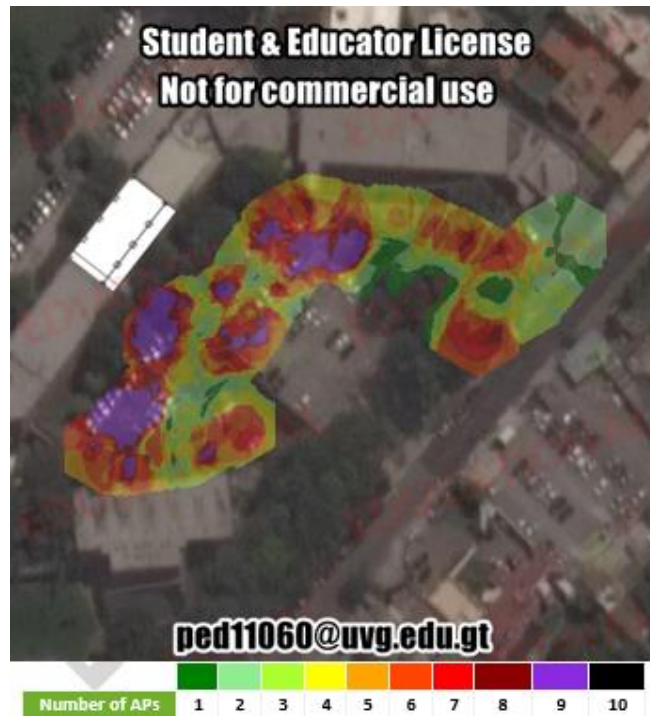 Student & Educator License
Not for commercial use
ped11060@uvg.edu.gt
Number of APs 1 2 3 4 5 6 7 8 9 10